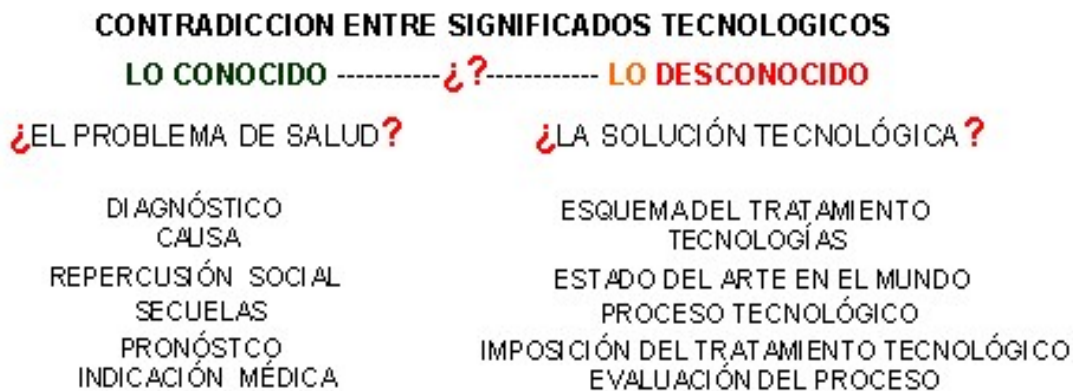 CONTRADICCION ENTRE SIGNIFICADOS TECNOLOGICOS
LO CONOCIDO -----------¿?------------ LO DESCONOCIDO
¿EL PROBLEMA DE SALUD?
DIAGNÓSTICO
CAUSA
REPERCUSIÓN SOCIAL
SECUELAS
PRONÓSTCO
INDICACIÓN MÉDICA
¿LA SOLUCIÓN TECNOLÓGICA?
ESQUEMA DEL TRATAMIENTO
TECNOLOGÍAS
ESTADO DEL ARTE EN EL MUNDO
PROCESO TECNOLÓGICO
IMPOSICIÓN DEL TRATAMIENTO TECNOLÓGICO
EVALUACIÓN DEL PROCESO